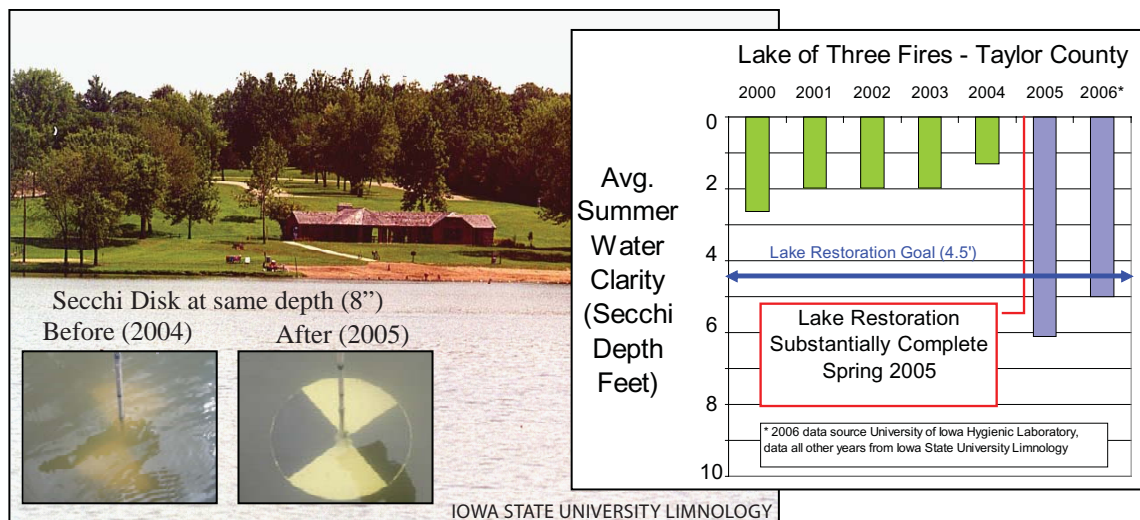 Secchi Disk at same depth (8”)
Before (2004)
After (2005)
IOWA STATE UNIVERSITY LIMNOLOGY
Lake of Three Fires - Taylor County
2000 2001 2002 2003 2004 2005 2006*
Avg.
Summer
Water
Clarity
(Secchi
Depth
Feet)
0
2
4
6
8
10
Lake Restoration Goal (4.5')
Lake Restoration
Substantially Complete
Spring 2005
* 2006 data source University of Iowa Hygienic Laboratory,
data all other years from Iowa State University Limnology